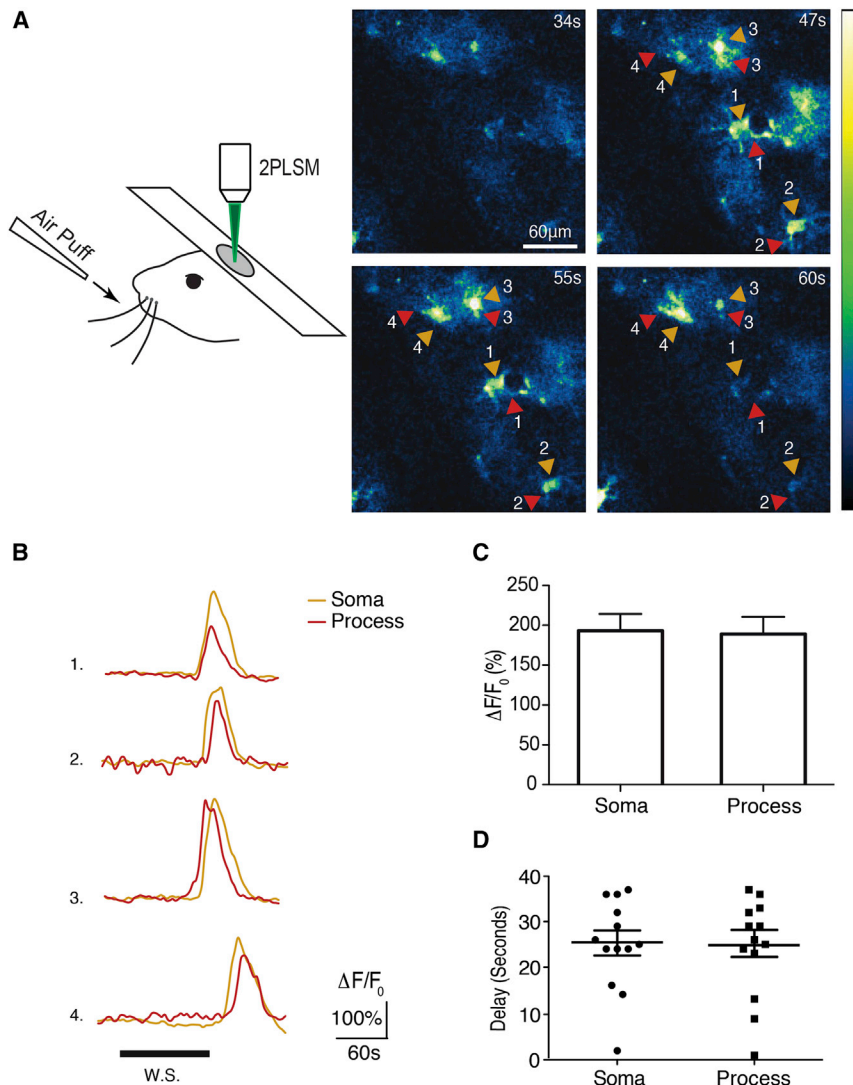 A
2PLSM
Air Puff
34s
60μm
47s
3
4
3
4
1
1
2
2
55s
3
4
3
4
1
1
2
2
60s
3
4
3
4
1
1
2
2
B
Soma
Process
1.
2.
3.
4.
ΔF/F0
100%
60s
W.S.
C
ΔF/F0 (%)
250
200
150
100
50
0
Soma
Process
D
Delay (Seconds)
40
30
20
10
0
Soma
Process